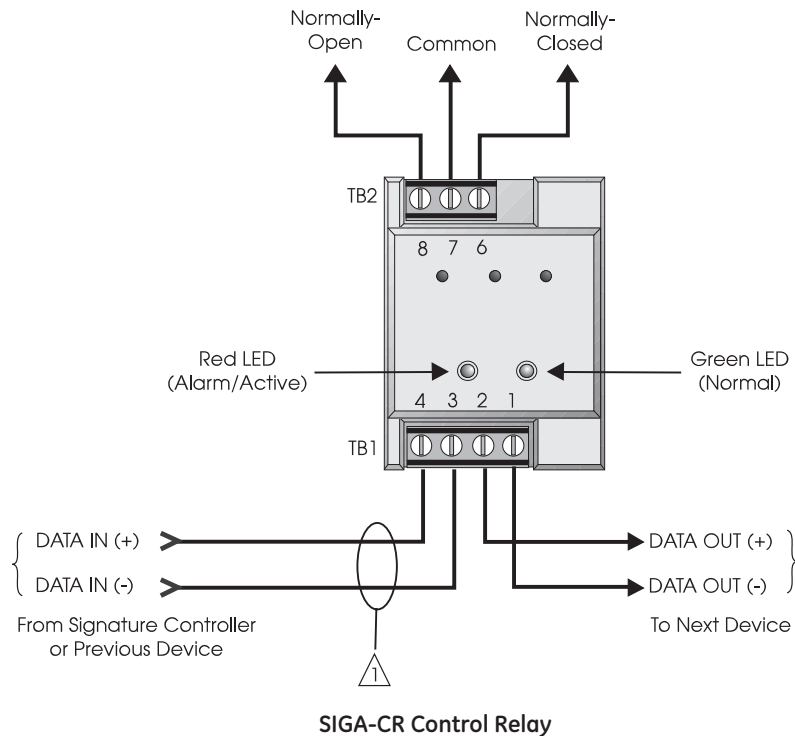 Normally-
Open
Common
Normally-
Closed
TB2
8 7 6
Red LED
(Alarm/Active)
Green LED
(Normal)
4 3 2 1
TB1
DATA IN (+)
DATA OUT (+)
DATA IN (-)
DATA OUT (-)
From Signature Controller
or Previous Device
To Next Device
1
SIGA-CR Control Relay